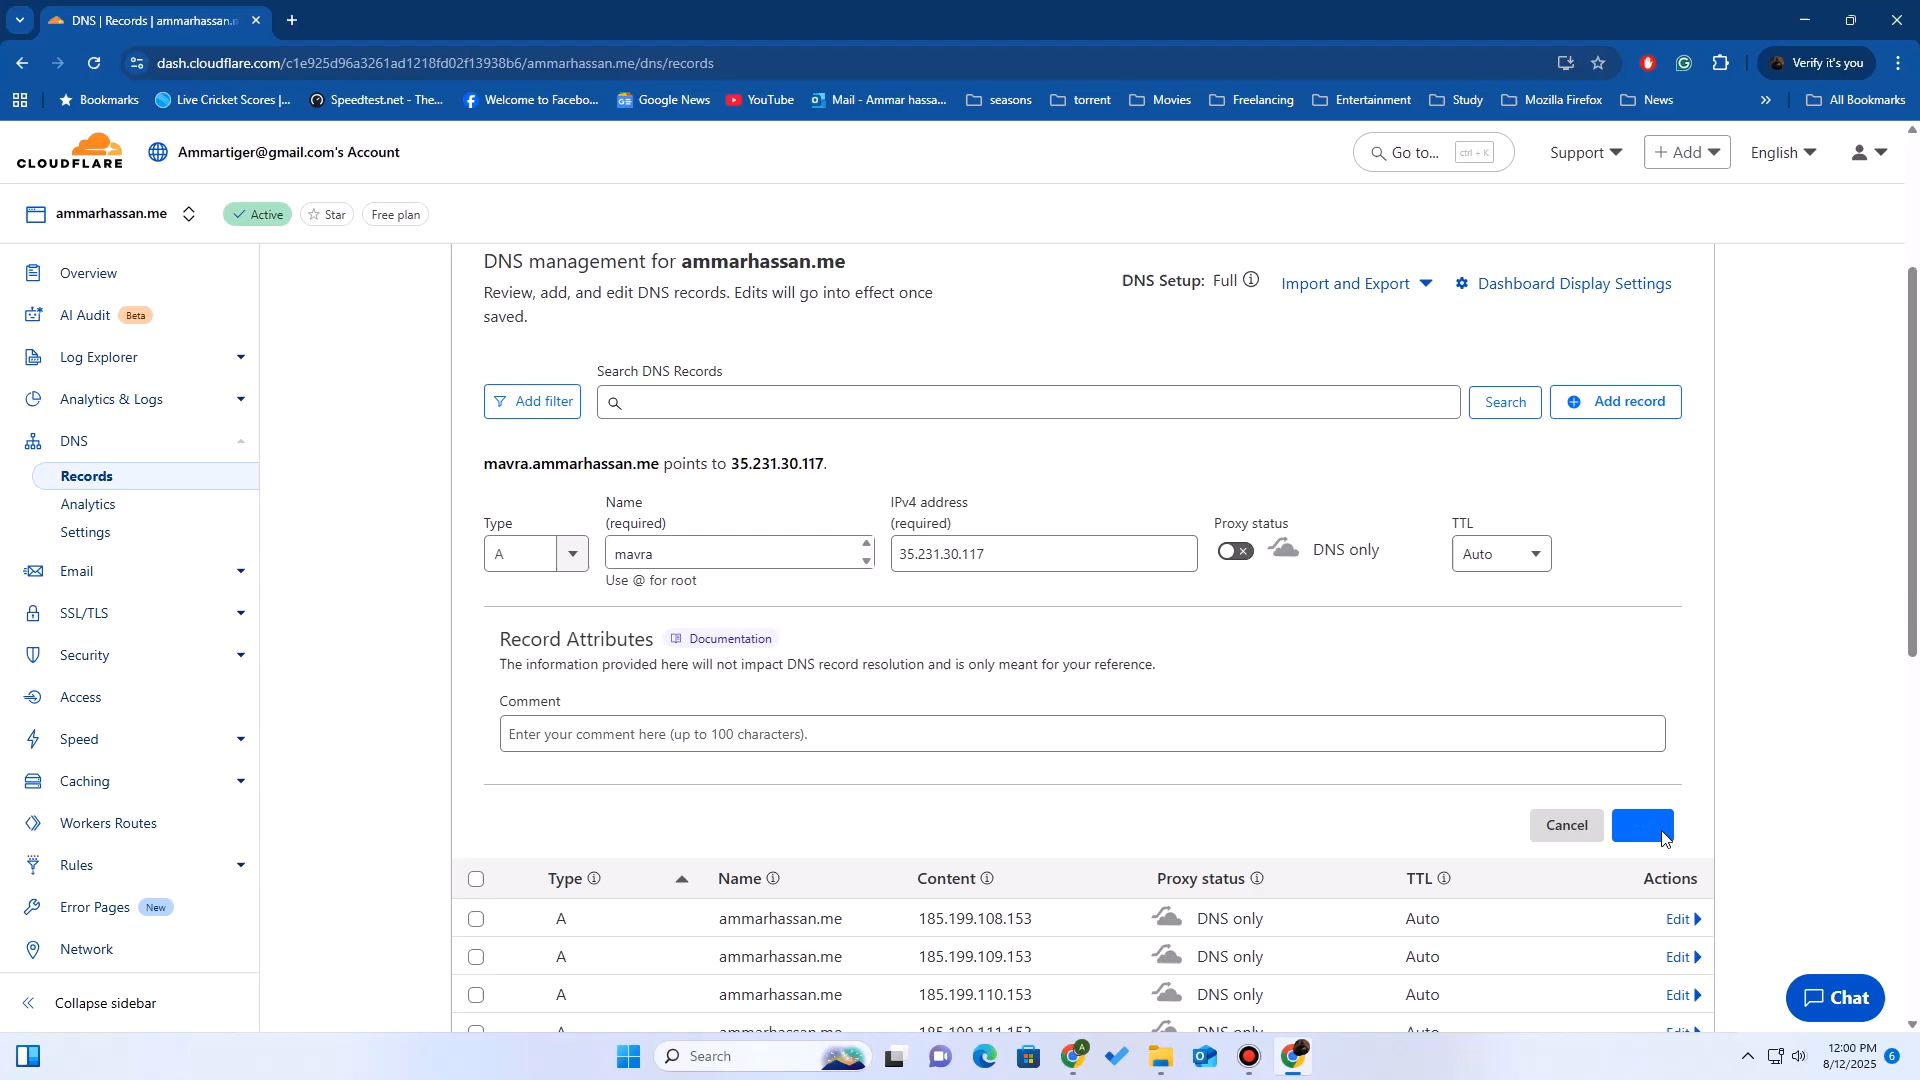 DNS | Records | ammarhassan.m
dash.cloudflare.com/c1e925d96a3261ad1218fd02f13938b6/ammarhassan.me/dns/records
Verify it's you
Bookmarks
Live Cricket Scores |...
Speedtest.net - The...
Welcome to Facebo...
Google News
YouTube
Mail - Ammar hassa...
seasons
torrent
Movies
Freelancing
Entertainment
Study
Mozilla Firefox
News
All Bookmarks
CLOUDFLARE
Ammartiger@gmail.com's Account
Go to... ctrl + K
Support
+ Add
English
ammarhassan.me
Active
Star
Free plan
Overview
AI Audit Beta
Log Explorer
Analytics & Logs
DNS
Records
Analytics
Settings
Email
SSL/TLS
Security
Access
Speed
Caching
Workers Routes
Rules
Error Pages New
Network
Collapse sidebar
DNS management for ammarhassan.me
Review, add, and edit DNS records. Edits will go into effect once
saved.
DNS Setup: Full
Import and Export
Dashboard Display Settings
Search DNS Records
Add filter
Search
Add record
mavra.ammarhassan.me points to 35.231.30.117.
Type
A
Name
(required)
mavra
Use @ for root
IPv4 address
(required)
35.231.30.117
Proxy status
DNS only
TTL
Auto
Record Attributes Documentation
The information provided here will not impact DNS record resolution and is only meant for your reference.
Comment
Enter your comment here (up to 100 characters).
Cancel
Type Name Content Proxy status TTL Actions
A ammarhassan.me 185.199.108.153 DNS only Auto Edit
A ammarhassan.me 185.199.109.153 DNS only Auto Edit
A ammarhassan.me 185.199.110.153 DNS only Auto Edit
A ammarhassan.me 185.199.111.153 DNS only Auto Edit
Chat
Search
12:00 PM
8/12/2025
6